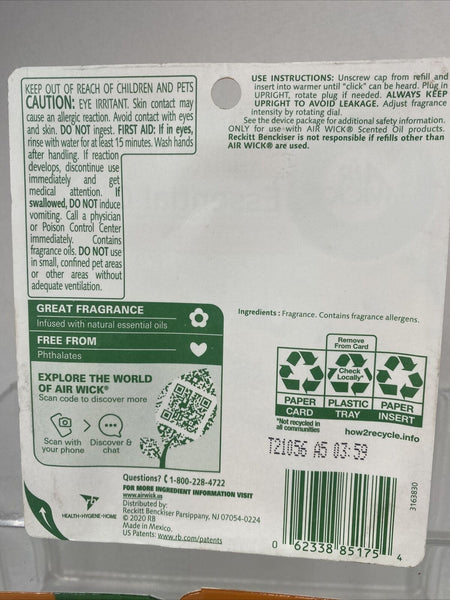 KEEP OUT OF REACH OF CHILDREN AND PETS
CAUTION: EYE IRRITANT. Skin contact may
cause an allergic reaction. Avoid contact with eyes
and skin. DO NOT ingest. FIRST AID: If in eyes,
rinse with water for at least 15 minutes. Wash hands
after handling. If reaction
develops, discontinue use
immediately and get
medical attention. If
swallowed, DO NOT induce
vomiting. Call a physician
or Poison Control Center
immediately. Contains
fragrance oils. DO NOT use
in small, confined pet areas
or other areas without
adequate ventilation.
USE INSTRUCTIONS: Unscrew cap from refill and
insert into warmer until "click" can be heard. Plug in
UPRIGHT, rotate plug if needed. ALWAYS KEEP
UPRIGHT TO AVOID LEAKAGE. Adjust fragrance
intensity by rotating dial.
See the device package for additional safety information.
ONLY for use with AIR WICK® Scented Oil products.
Reckitt Benckiser is not responsible if refills other than
AIR WICK® are used.
GREAT FRAGRANCE
Infused with natural essential oils
FREE FROM
Phthalates
EXPLORE THE WORLD
OF AIR WICK®
Scan code to discover more
Scan with
your phone
>
Discover &
chat
Ingredients: Fragrance. Contains fragrance allergens.
Remove
From Card
Check
Locally*
PAPER
CARD
PLASTIC
TRAY
PAPER
INSERT
*Not recycled in
all communities
how2recycle.info
T21056 A5 03:59
HEALTH•HYGIENE•HOME
Questions? 1-800-228-4722
FOR MORE INGREDIENT INFORMATION VISIT
www.airwick.us
Distributed by:
Reckitt Benckiser Parsippany, NJ 07054-0224
© 2020 RB
Made in Mexico.
US Patents: www.rb.com/patents
3163830
0 62338 85175 4